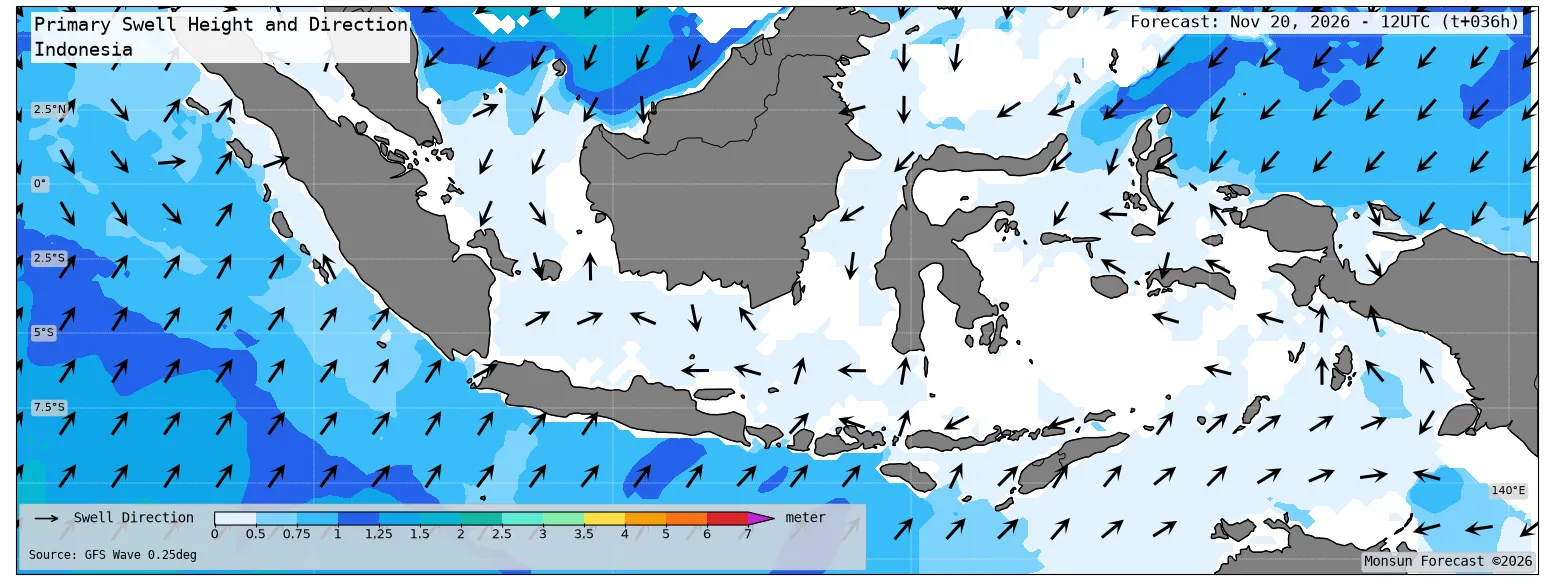 Primary Swell Height and Direction
Indonesia
Forecast: Nov 20, 2026 - 12UTC (t+036h)
2.5°N
0°
2.5°S
5°S
7.5°S
140°E
Swell Direction
meter
0 0.5 0.75 1 1.25 1.5 2 2.5 3 3.5 4 5 6 7
Source: GFS Wave 0.25deg
Monsun Forecast ©2026